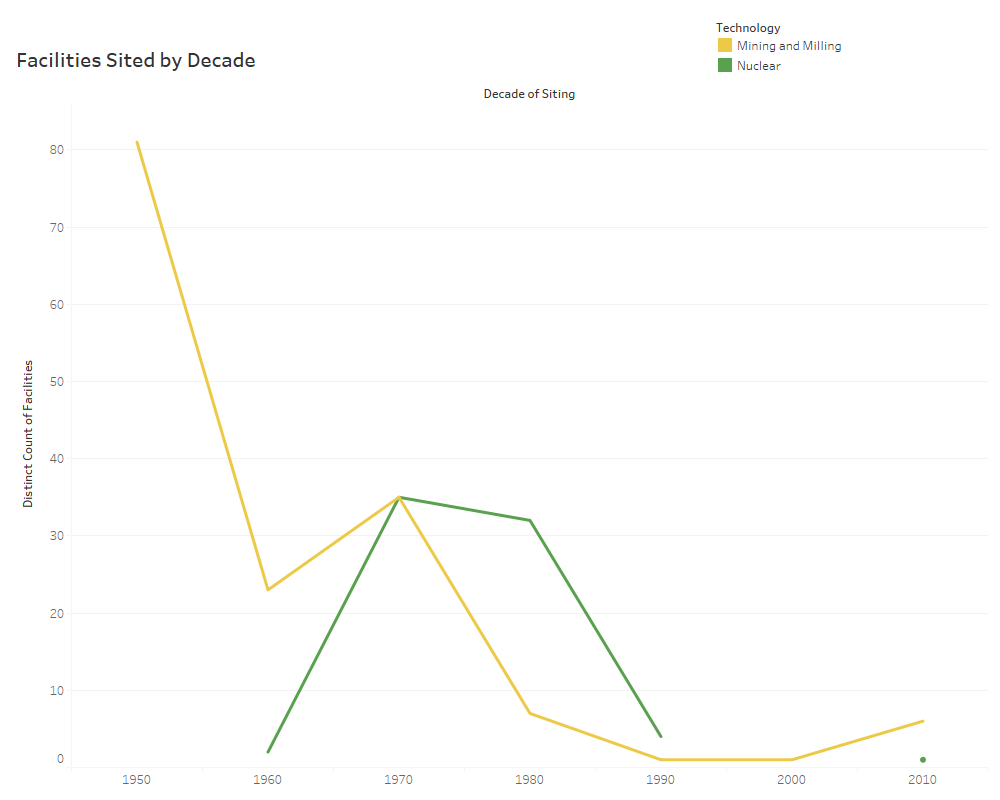 Technology
Mining and Milling
Nuclear
Facilities Sited by Decade
Decade of Siting
Distinct Count of Facilities
80
70
60
50
40
30
20
10
0
1950 1960 1970 1980 1990 2000 2010